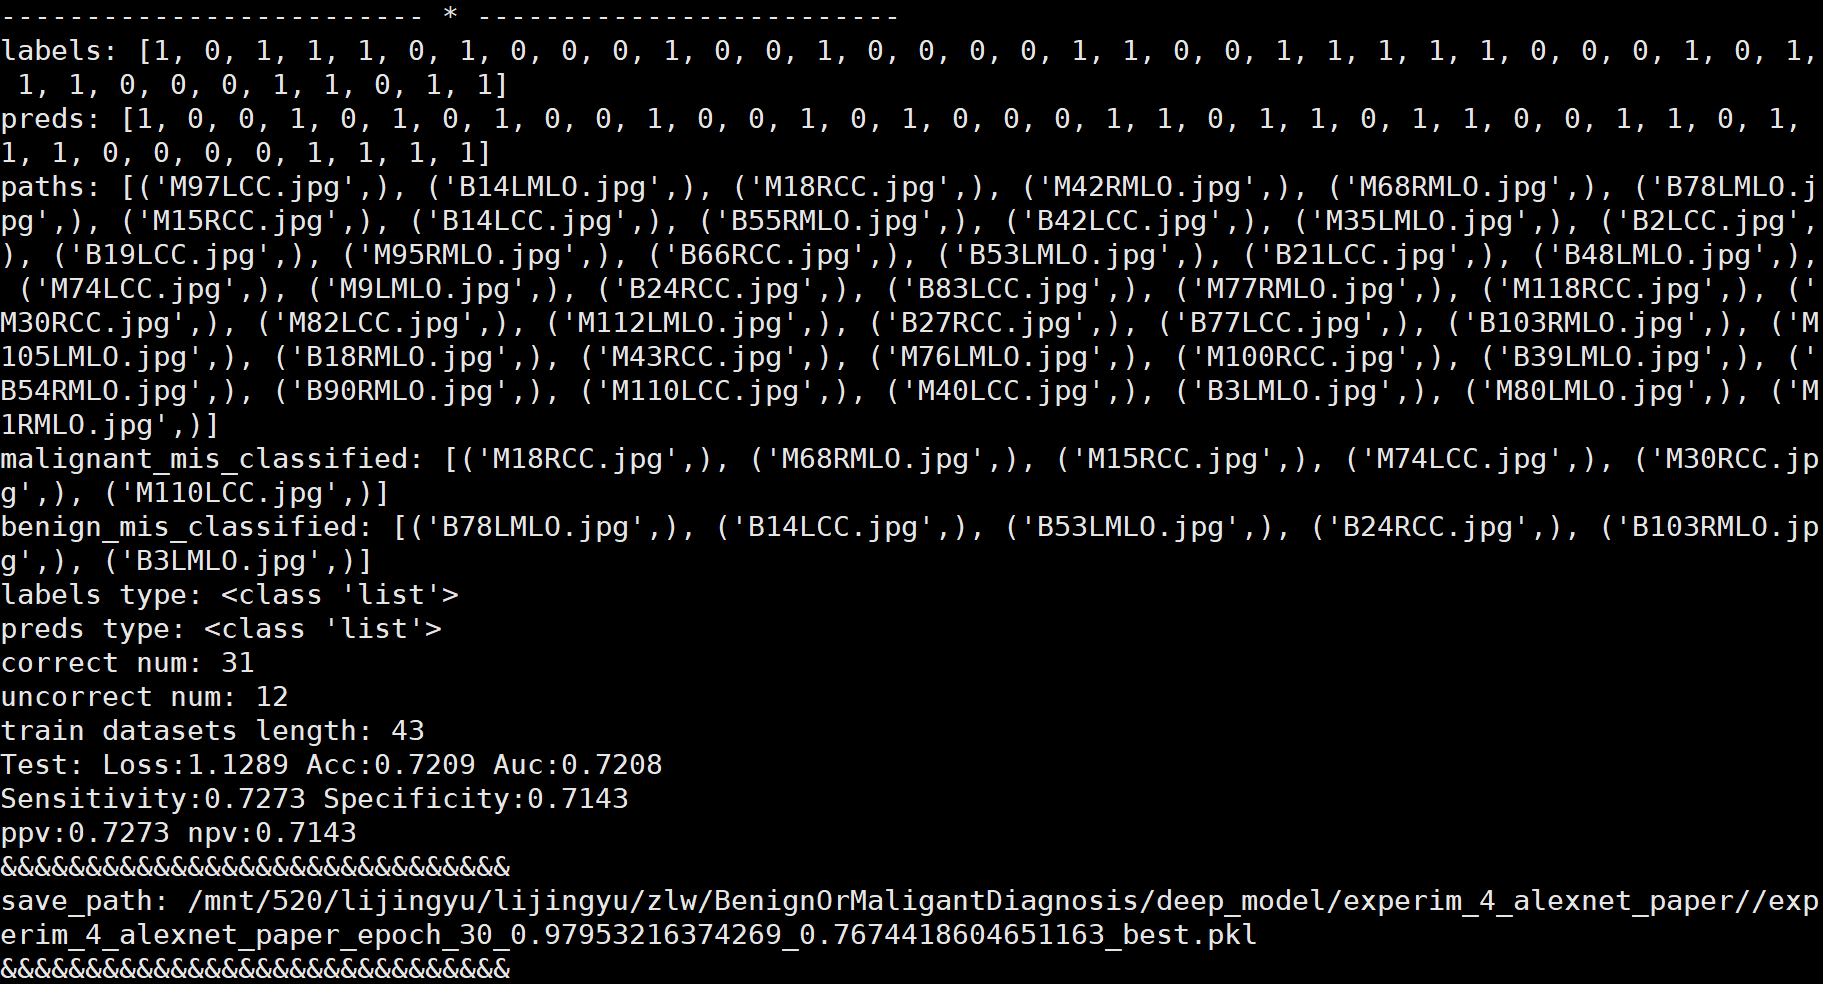 ------------------------- * -------------------------
labels: [1, 0, 1, 1, 1, 0, 1, 0, 0, 0, 1, 0, 0, 1, 0, 0, 0, 0, 1, 1, 0, 0, 1, 1, 1, 1, 1, 0, 0, 0, 1, 0, 1,
 1, 1, 0, 0, 0, 1, 1, 0, 1, 1]
preds: [1, 0, 0, 1, 0, 1, 0, 1, 0, 0, 1, 0, 0, 1, 0, 1, 0, 0, 0, 1, 1, 0, 1, 1, 0, 1, 1, 0, 0, 1, 1, 0, 1,
1, 1, 0, 0, 0, 0, 1, 1, 1, 1]
paths: [('M97LCC.jpg',), ('B14LMLO.jpg',), ('M18RCC.jpg',), ('M42RMLO.jpg',), ('M68RMLO.jpg',), ('B78LMLO.j
pg',), ('M15RCC.jpg',), ('B14LCC.jpg',), ('B55RMLO.jpg',), ('B42LCC.jpg',), ('M35LMLO.jpg',), ('B2LCC.jpg',
), ('B19LCC.jpg',), ('M95RMLO.jpg',), ('B66RCC.jpg',), ('B53LMLO.jpg',), ('B21LCC.jpg',), ('B48LMLO.jpg',),
 ('M74LCC.jpg',), ('M9LMLO.jpg',), ('B24RCC.jpg',), ('B83LCC.jpg',), ('M77RMLO.jpg',), ('M118RCC.jpg',), ('
M30RCC.jpg',), ('M82LCC.jpg',), ('M112LMLO.jpg',), ('B27RCC.jpg',), ('B77LCC.jpg',), ('B103RMLO.jpg',), ('M
105LMLO.jpg',), ('B18RMLO.jpg',), ('M43RCC.jpg',), ('M76LMLO.jpg',), ('M100RCC.jpg',), ('B39LMLO.jpg',), ('
B54RMLO.jpg',), ('B90RMLO.jpg',), ('M110LCC.jpg',), ('M40LCC.jpg',), ('B3LMLO.jpg',), ('M80LMLO.jpg',), ('M
1RMLO.jpg',)]
malignant_mis_classified: [('M18RCC.jpg',), ('M68RMLO.jpg',), ('M15RCC.jpg',), ('M74LCC.jpg',), ('M30RCC.jp
g',), ('M110LCC.jpg',)]
benign_mis_classified: [('B78LMLO.jpg',), ('B14LCC.jpg',), ('B53LMLO.jpg',), ('B24RCC.jpg',), ('B103RMLO.jp
g',), ('B3LMLO.jpg',)]
labels type: <class 'list'>
preds type: <class 'list'>
correct num: 31
uncorrect num: 12
train datasets length: 43
Test: Loss:1.1289 Acc:0.7209 Auc:0.7208
Sensitivity:0.7273 Specificity:0.7143
ppv:0.7273 npv:0.7143
&&&&&&&&&&&&&&&&&&&&&&&&&&&&&&
save_path: /mnt/520/lijingyu/lijingyu/zlw/BenignOrMaligantDiagnosis/deep_model/experim_4_alexnet_paper//exp
erim_4_alexnet_paper_epoch_30_0.97953216374269_0.7674418604651163_best.pkl
&&&&&&&&&&&&&&&&&&&&&&&&&&&&&&